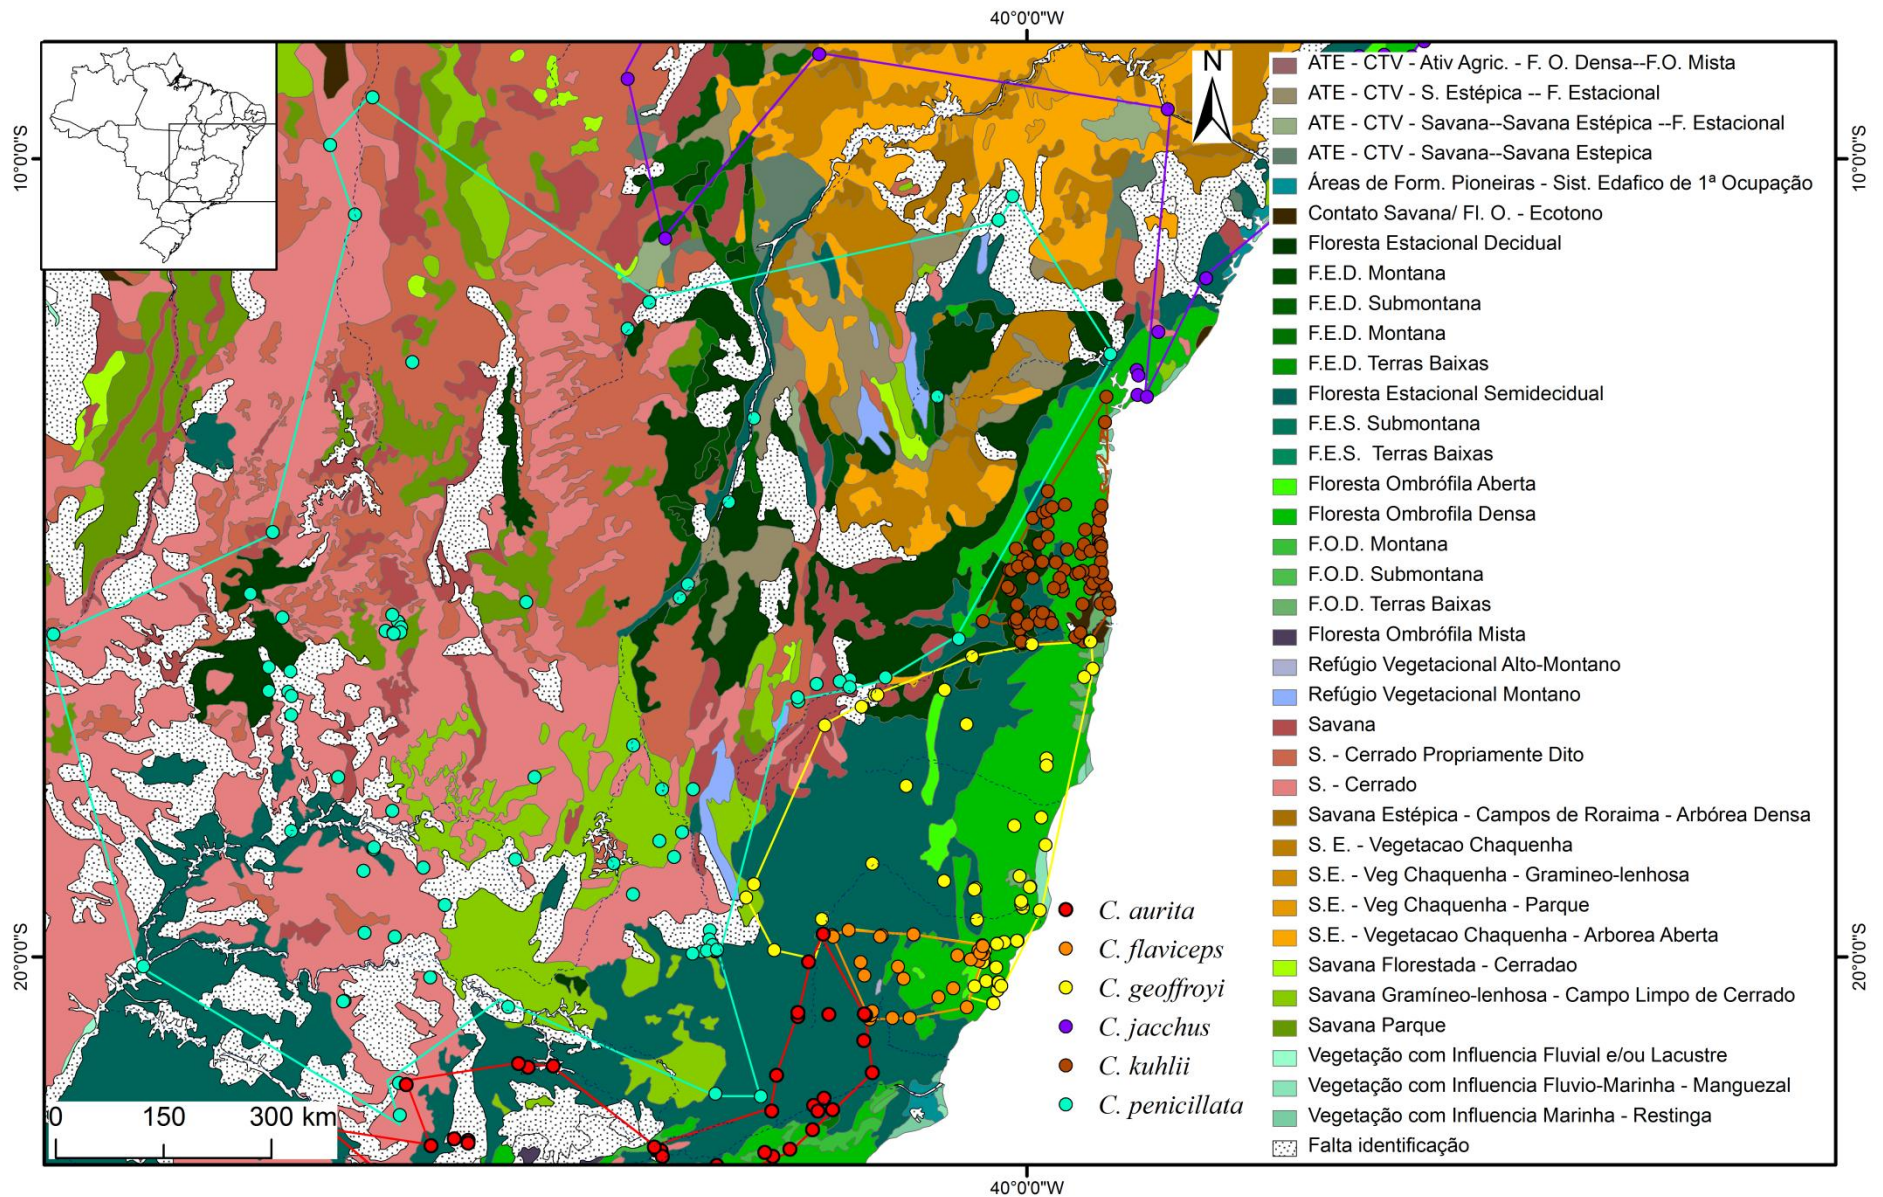 40°0'0"W
N
10°0'0"S
10°0'0"S
20°0'0"S
20°0'0"S
ATE - CTV - Ativ Agric. - F. O. Densa--F.O. Mista
ATE - CTV - S. Estépica -- F. Estacional
ATE - CTV - Savana--Savana Estépica --F. Estacional
ATE - CTV - Savana--Savana Estepica
Áreas de Form. Pioneiras - Sist. Edafico de 1ª Ocupação
Contato Savana/ Fl. O. - Ecotono
Floresta Estacional Decidual
F.E.D. Montana
F.E.D. Submontana
F.E.D. Montana
F.E.D. Terras Baixas
Floresta Estacional Semidecidual
F.E.S. Submontana
F.E.S. Terras Baixas
Floresta Ombrófila Aberta
Floresta Ombrofila Densa
F.O.D. Montana
F.O.D. Submontana
F.O.D. Terras Baixas
Floresta Ombrófila Mista
Refúgio Vegetacional Alto-Montano
Refúgio Vegetacional Montano
Savana
S. - Cerrado Propriamente Dito
S. - Cerrado
Savana Estépica - Campos de Roraima - Arbórea Densa
S. E. - Vegetacao Chaquenha
S.E. - Veg Chaquenha - Gramineo-lenhosa
S.E. - Veg Chaquenha - Parque
S.E. - Vegetacao Chaquenha - Arborea Aberta
Savana Florestada - Cerradao
Savana Gramíneo-lenhosa - Campo Limpo de Cerrado
Savana Parque
Vegetação com Influencia Fluvial e/ou Lacustre
Vegetação com Influencia Fluvio-Marinha - Manguezal
Vegetação com Influencia Marinha - Restinga
Falta identificação
C. aurita
C. flaviceps
C. geoffroyi
C. jacchus
C. kuhlii
C. penicillata
0 150 300 km
40°0'0"W